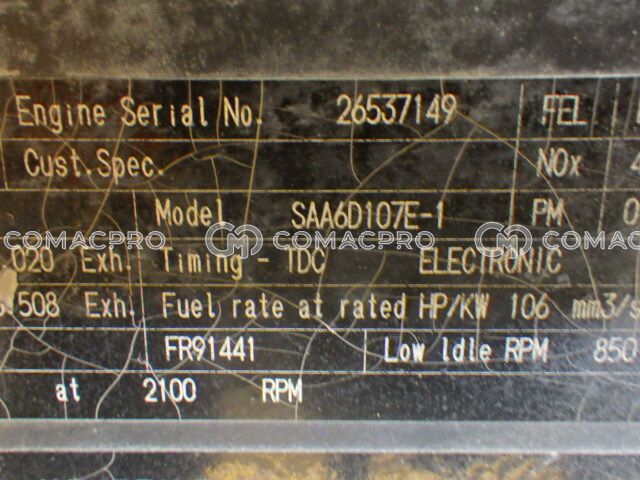 Engine Serial No. 26537149 FEL
Cust.Spec. NOx
Model SAA6D107E-1 PM 0
COMACPRO COMACPRO COMACPRO
020 Exh. Timing - TDC ELECTRONIC
508 Exh. Fuel rate at rated HP/KW 106 mm3/s
FR91441 Low Idle RPM 850
at 2100 RPM